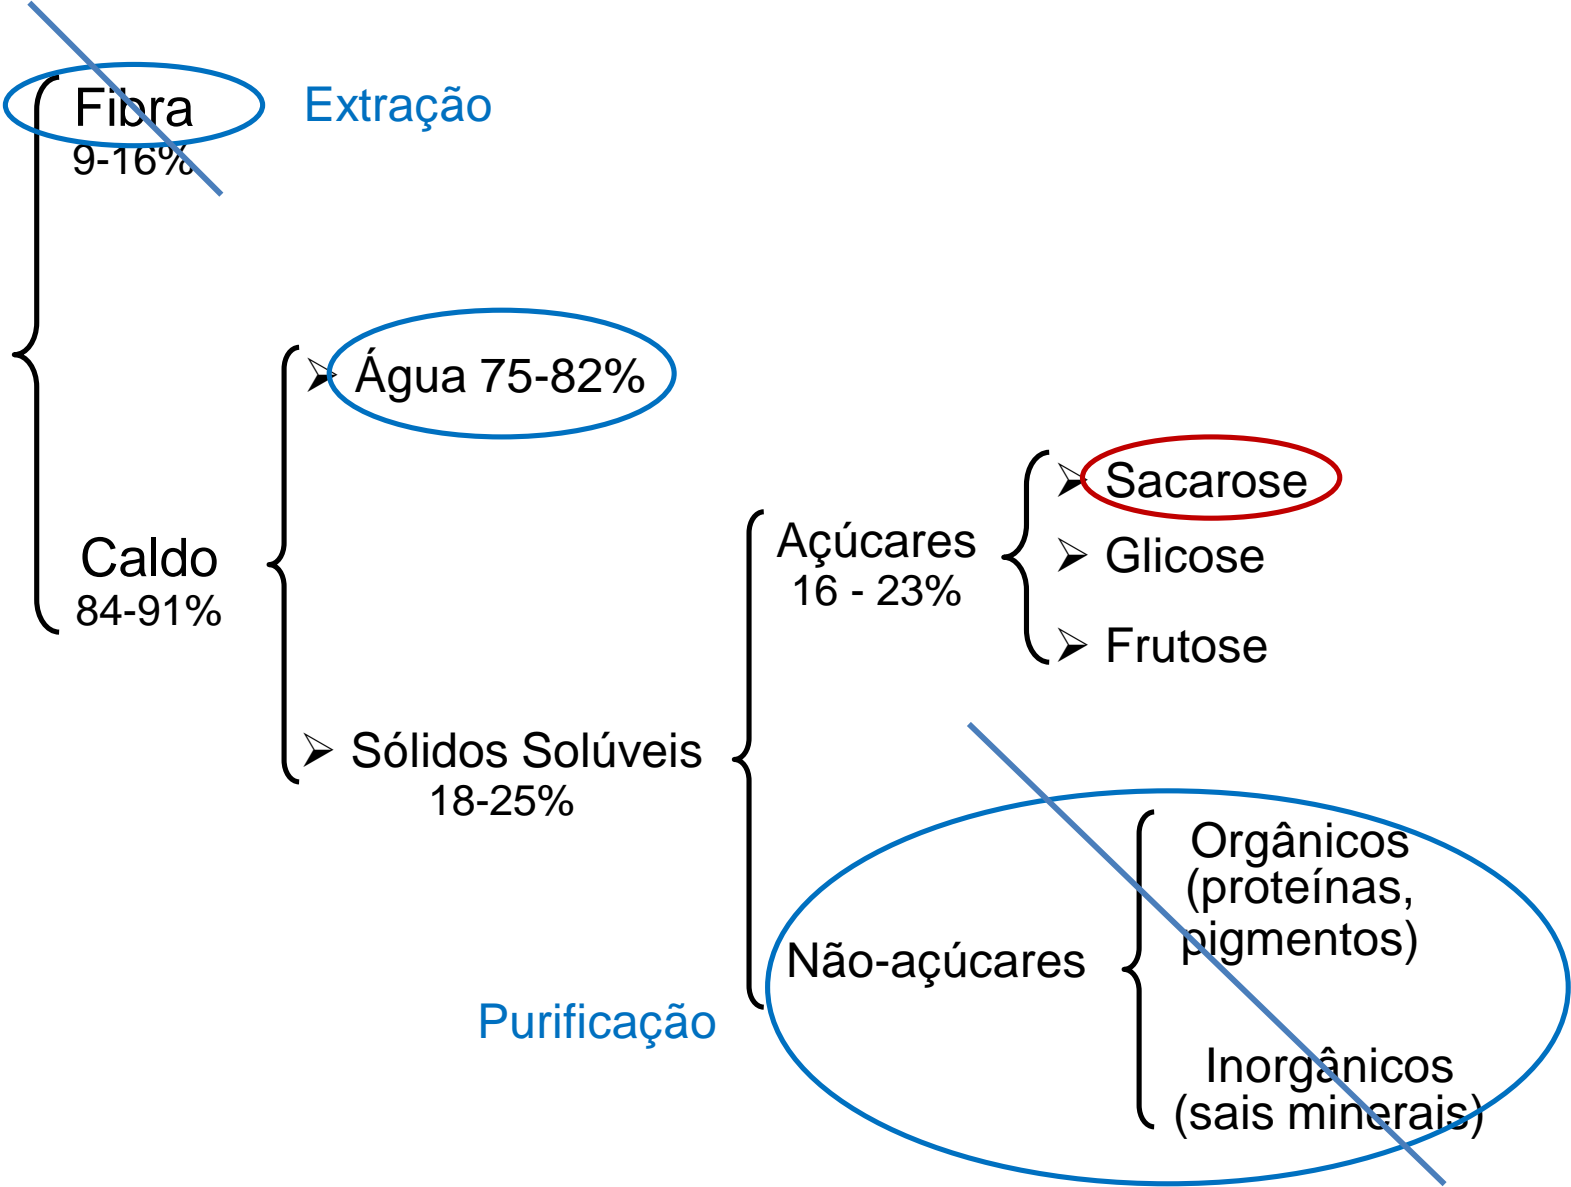 Fibra
9-16%
Extração
Água 75-82%
Caldo
84-91%
Sólidos Solúveis
18-25%
Açúcares
16 - 23%
Sacarose
Glicose
Frutose
Purificação
Não-açúcares
Orgânicos
(proteínas,
pigmentos)
Inorgânicos
(sais minerais)